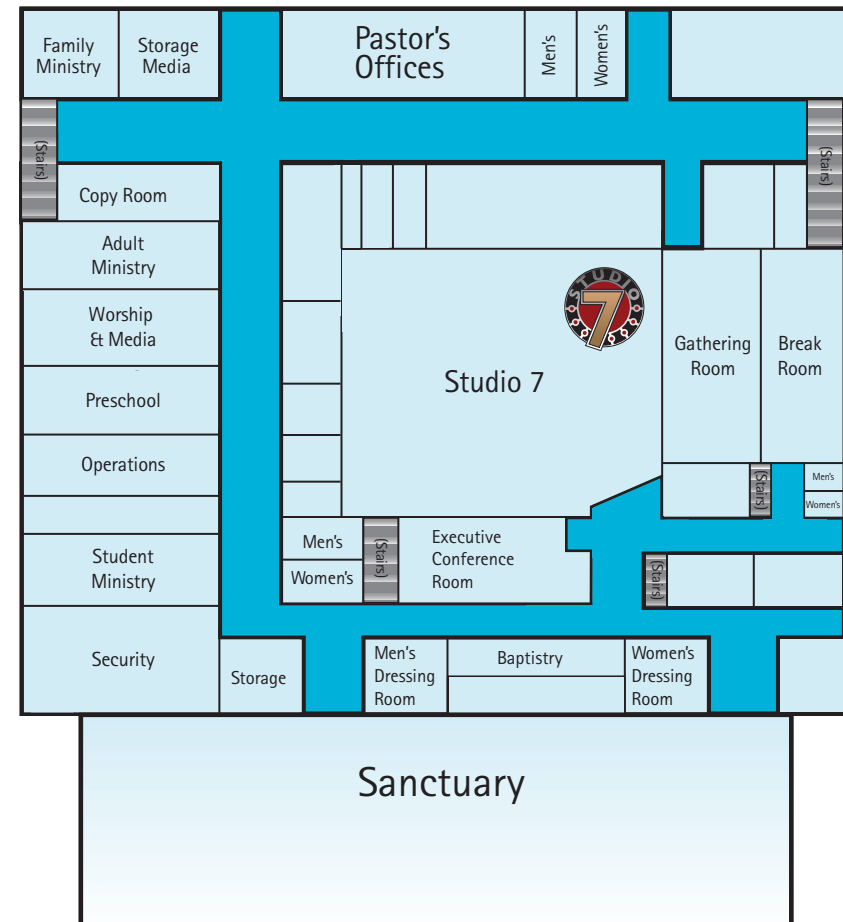 Family
Ministry
Storage
Media
Pastor's
Offices
Men's
Women's
(Stairs)
(Stairs)
Copy Room
Adult
Ministry
Worship
& Media
Preschool
Operations
Student
Ministry
Security
Storage
STUDIO
7
Studio 7
Gathering
Room
Break
Room
(Stairs)
Men's
Women's
Men's
Women's
(Stairs)
Executive
Conference
Room
(Stairs)
Men's
Dressing
Room
Baptistry
Women's
Dressing
Room
Sanctuary